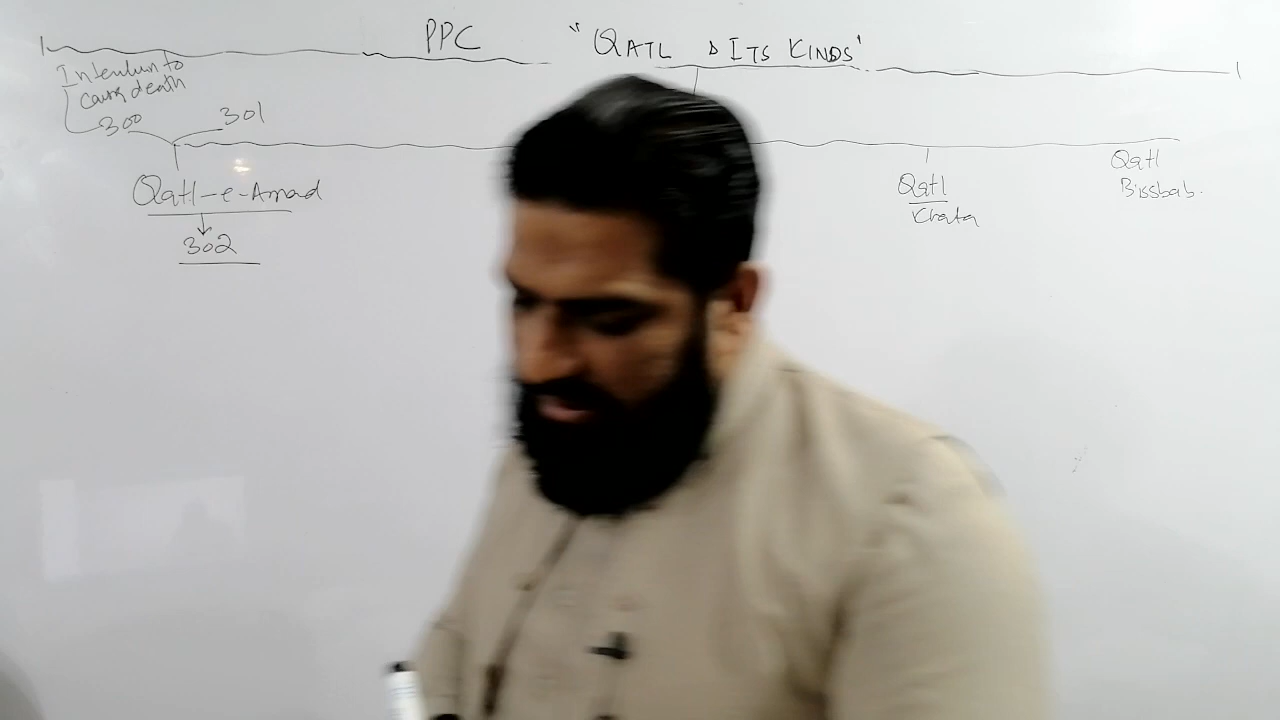 PPC "QATL & ITS KINDS"
Intention to
cause death
300 301
Qatl-e-Amad
302
Qatl
Khata
Qatl
Bissbab.